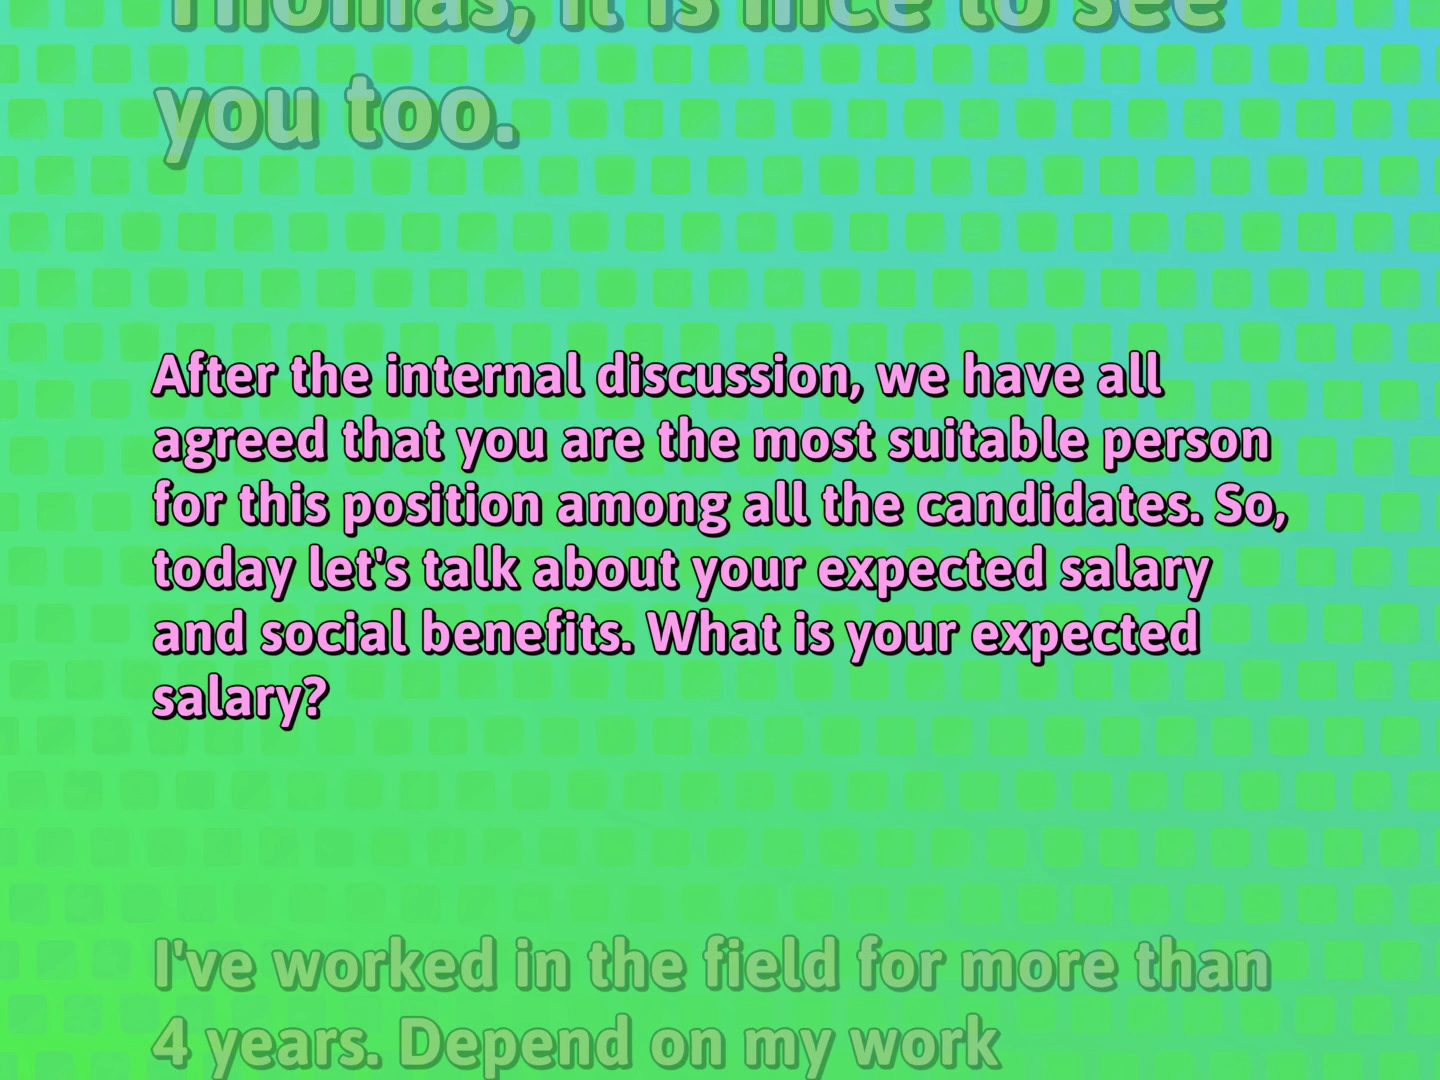 Thomas, it is nice to see
you too.
After the internal discussion, we have all
agreed that you are the most suitable person
for this position among all the candidates. So,
today let's talk about your expected salary
and social benefits. What is your expected
salary?
I've worked in the field for more than
4 years. Depend on my work